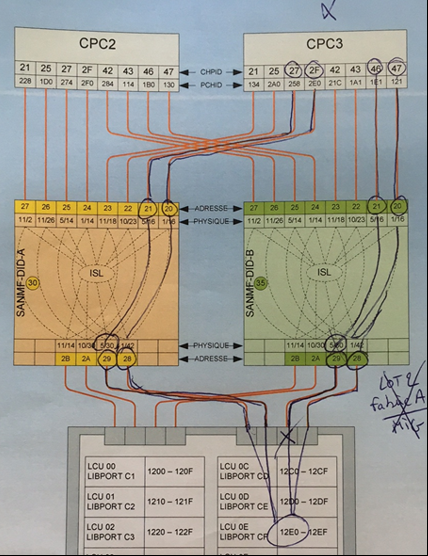 CPC2
CPC3
21 25 27 2F 42 43 46 47
CHPID
21 25 27 2F 42 43 46 47
228 1D0 274 2F0 284 114 1B0 130
PCHID
134 2A0 258 2E0 21C 1A1 1E1 121
27 26 25 24 23 22 21 20
ADRESSE
27 26 25 24 23 22 21 20
11/2 11/26 5/14 1/14 11/18 10/23 5/16 1/16
PHYSIQUE
11/2 11/26 5/14 1/14 11/18 10/23 5/16 1/16
SANMF-DID-A
30
ISL
SANMF-DID-B
35
ISL
11/14 10/30 5/30 1/42
PHYSIQUE
11/14 10/30 5/30 1/42
2B 2A 29 28
ADRESSE
2B 2A 29 28
LOT 2
fabric A
LCU 00
LIBPORT C1
1200 -120F
LCU 0C
LIBPORT CD
12C0 -12CF
LCU 01
LIBPORT C2
1210 -121F
LCU 0D
LIBPORT CE
12D0 -12DF
LCU 02
LIBPORT C3
1220 -122F
LCU 0E
LIBPORT CF
12E0 -12EF